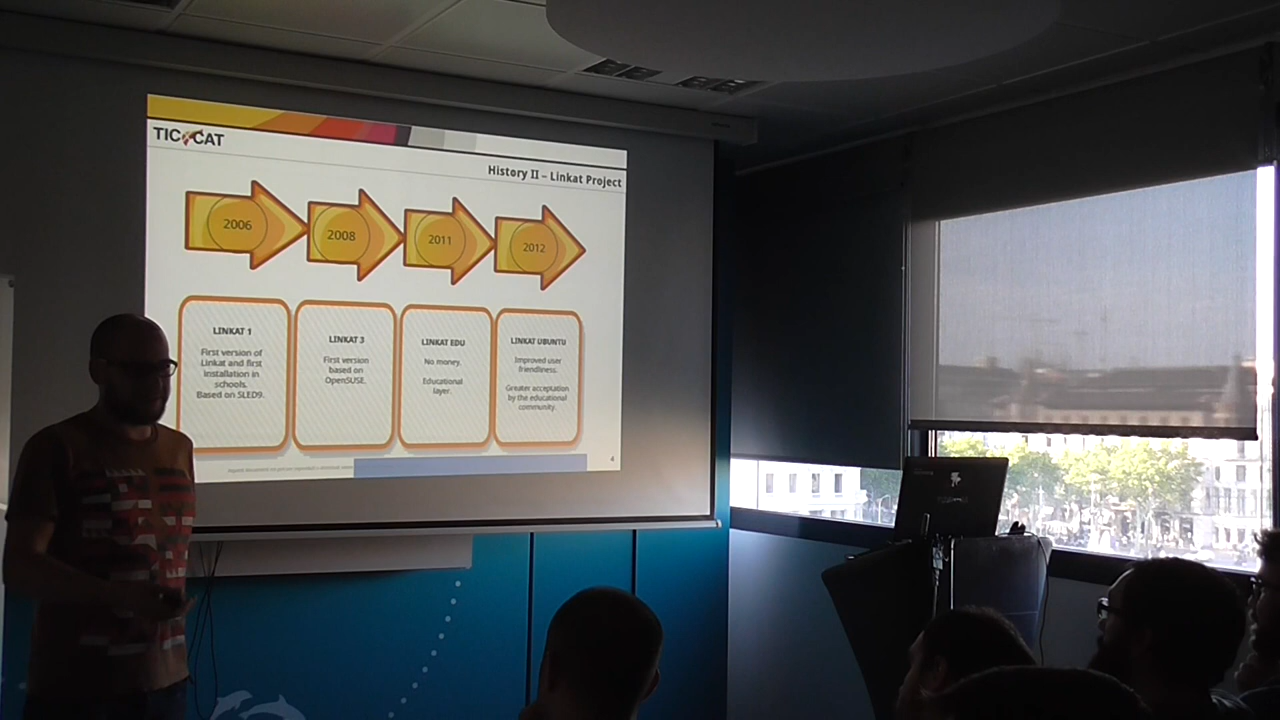 TIC CAT
History II – Linkat Project
2006
2008
2011
2012
LINKAT 1
First version of
Linkat and first
installation in
schools.
Based on SLED9.
LINKAT 3
First version
based on
OpenSUSE.
LINKAT EDU
No money.
Educational
layer.
LINKAT UBUNTU
Improved user
friendliness.
Greater acceptation
by the educational
community.
4